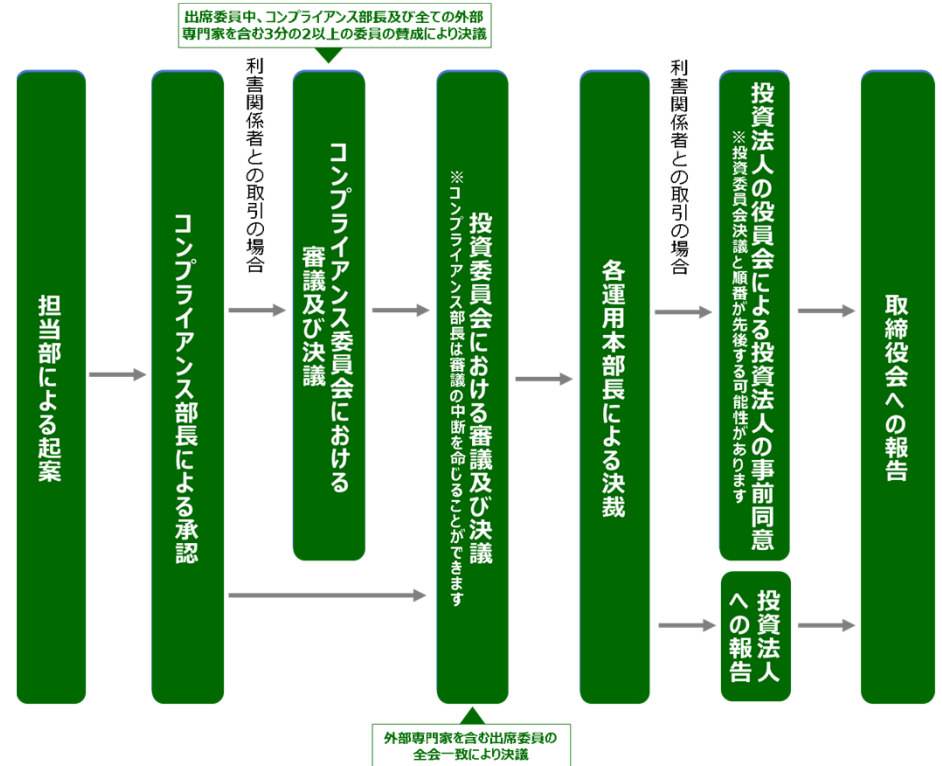 出席委員中、コンプライアンス部長及び全ての外部
専門家を含む3分の2以上の委員の賛成により決議
担当部による起案
コンプライアンス部長による承認
利害関係者との取引の場合
コンプライアンス委員会における
審議及び決議
投資委員会における審議及び決議
※コンプライアンス部長は審議の中断を命じることができます
各運用本部長による決裁
利害関係者との取引の場合
投資法人の役員会による投資法人の事前同意
※投資委員会決議と順番が先後する可能性があります
投資法人
への報告
取締役会への報告
外部専門家を含む出席委員の
全会一致により決議